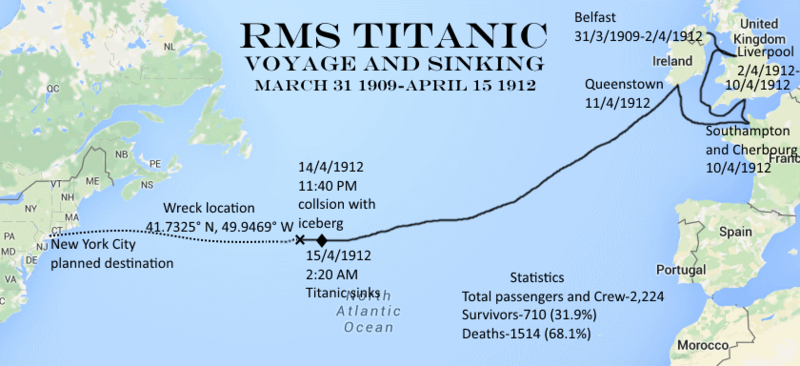 RMS TITANIC
VOYAGE AND SINKING
MARCH 31 1909-APRIL 15 1912
Belfast
31/3/1909-2/4/1912
United
Kingdom
Liverpool
2/4/1912-
10/4/1912
Ireland
Queenstown
11/4/1912
Southampton
and Cherbourg
10/4/1912
Franc
NL
QC
NB
PE
NS
ME
VT
NH
NY
MA
CT
PA
NJ
MD
DE
VA
NC
SC
14/4/1912
11:40 PM
collsion with
iceberg
Wreck location
41.7325° N, 49.9469° W
New York City
planned destination
15/4/1912
2:20 AM
Titanic sinks
North
Atlantic
Ocean
Spain
Portugal
Morocco
Statistics
Total passengers and Crew-2,224
Survivors-710 (31.9%)
Deaths-1514 (68.1%)